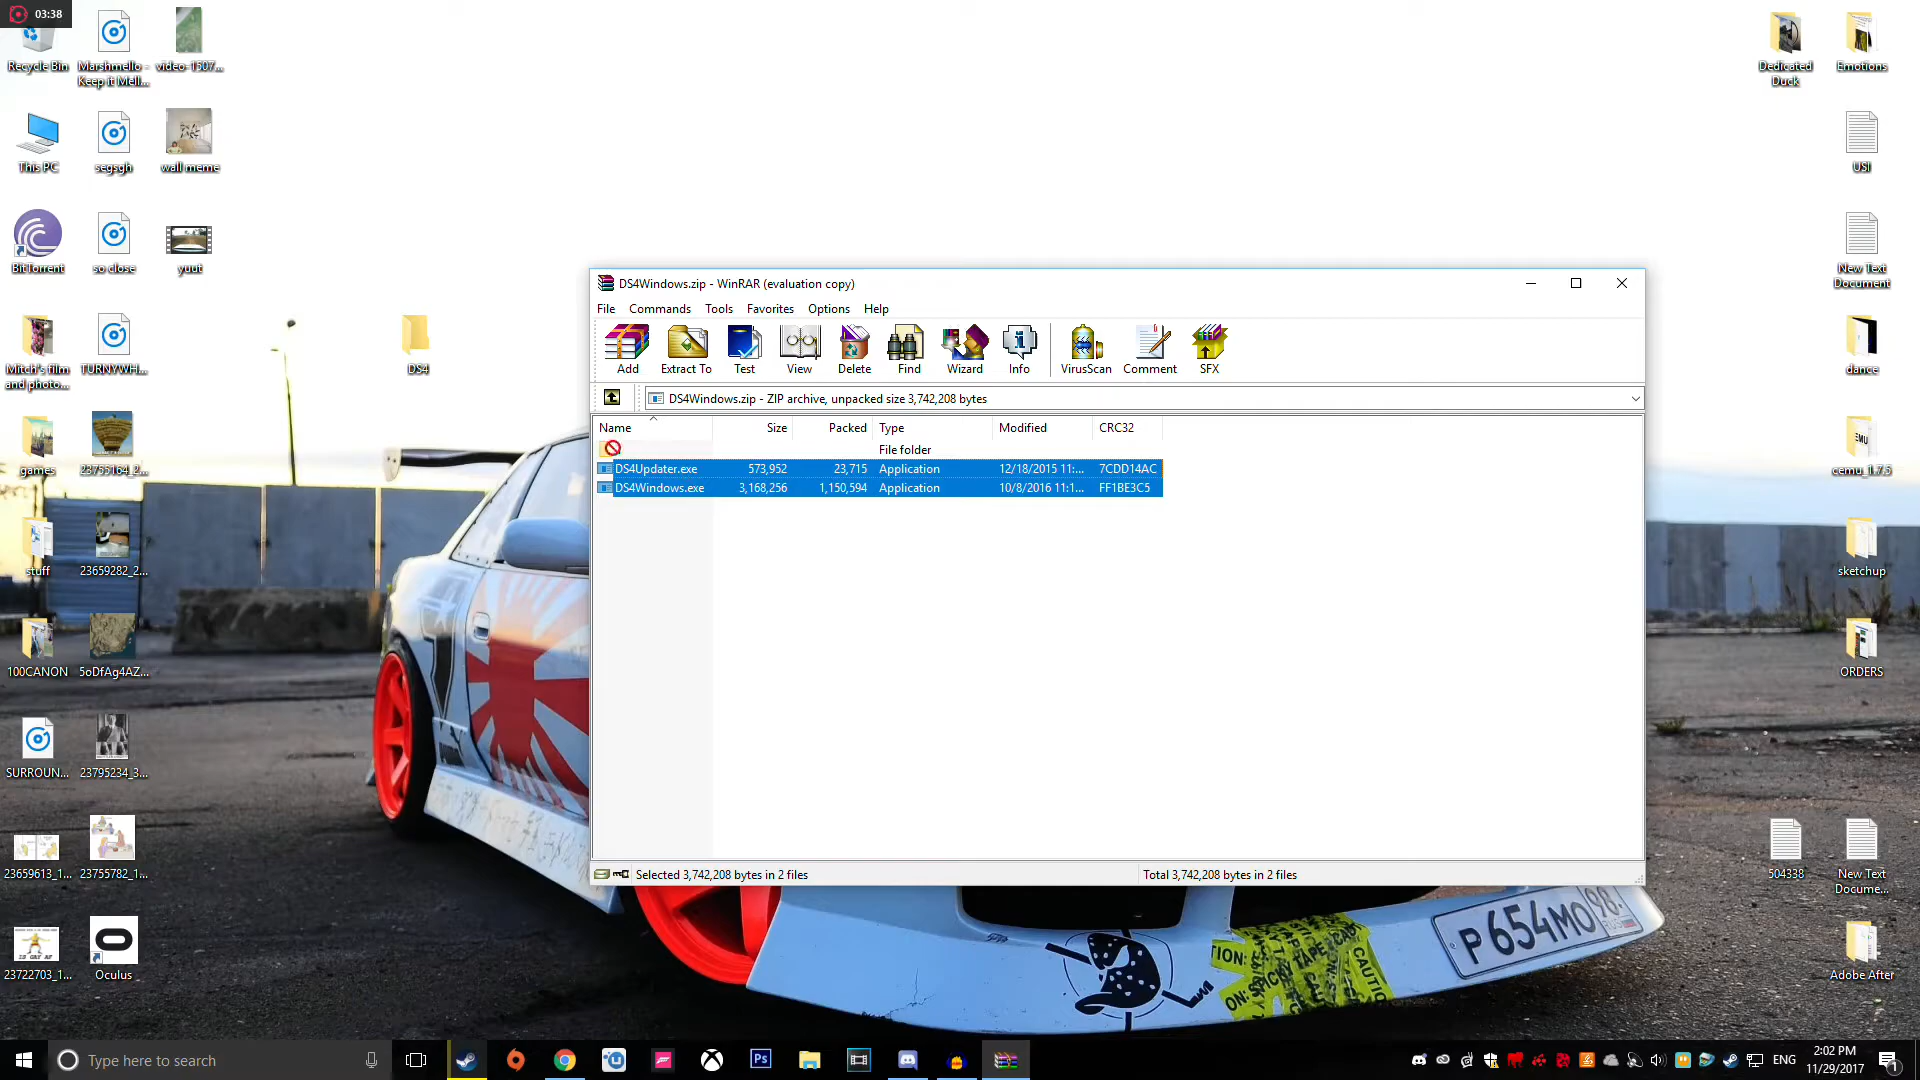 03:38
Recycle Bin
Marshmello -
Keep it Mell...
video-1507...
This PC
segsgh
wall meme
BitTorrent
so close
yuut
Mitch's film
and photo...
TURNYWH...
DS4
games
23755164_2...
stuff
23659282_2...
100CANON
5oDfAg4AZ...
SURROUN...
23795234_3...
23659613_1...
23755782_1...
23722703_1...
Oculus
Dedicated
Duck
Emotions
USI
New Text
Document
dance
EMU
cemu_1.7.5
sketchup
ORDERS
504338
New Text
Docume...
Adobe After
DS4Windows.zip - WinRAR (evaluation copy)
File Commands Tools Favorites Options Help
Add Extract To Test View Delete Find Wizard Info VirusScan Comment SFX
DS4Windows.zip - ZIP archive, unpacked size 3,742,208 bytes
Name Size Packed Type Modified CRC32
File folder
DS4Updater.exe 573,952 23,715 Application 12/18/2015 11:... 7CDD14AC
DS4Windows.exe 3,168,256 1,150,594 Application 10/8/2016 11:1... FF1BE3C5
Selected 3,742,208 bytes in 2 files
Total 3,742,208 bytes in 2 files
P654MO 98
CAUTION
Type here to search
Ps
ENG
2:02 PM
11/29/2017
1